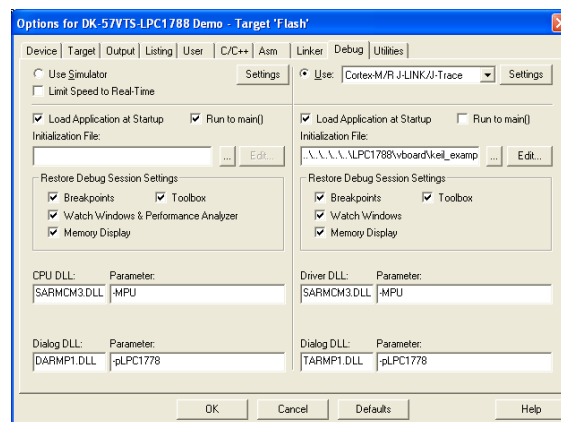 Options for DK-57VTS-LPC1788 Demo - Target 'Flash'
Device Target Output Listing User C/C++ Asm Linker Debug Utilities
Use Simulator Settings Use: Cortex-M/R J-LINK/J-Trace Settings
Limit Speed to Real-Time
Load Application at Startup Run to main() Load Application at Startup Run to main()
Initialization File: Initialization File:
... Edit... ..\..\..\..\..\LPC1788\vboard\keil_examp ... Edit...
Restore Debug Session Settings Restore Debug Session Settings
Breakpoints Toolbox Breakpoints Toolbox
Watch Windows & Performance Analyzer Watch Windows
Memory Display Memory Display
CPU DLL: Parameter: Driver DLL: Parameter:
SARMCM3.DLL -MPU SARMCM3.DLL -MPU
Dialog DLL: Parameter: Dialog DLL: Parameter:
DARMP1.DLL -pLPC1778 TARMP1.DLL -pLPC1778
OK Cancel Defaults Help